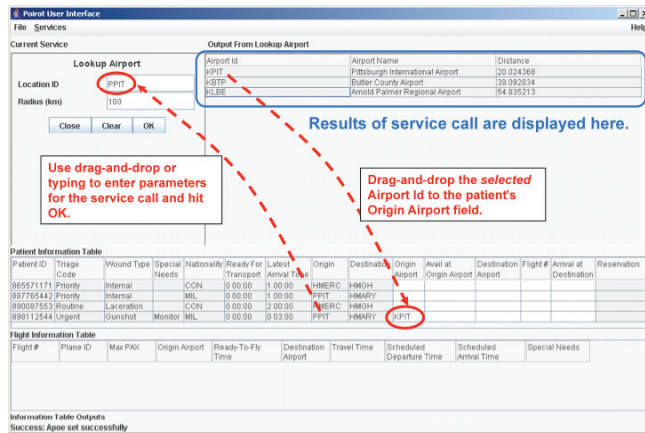 Poirot User Interface
File Services Help
Current Service
Output From Lookup Airport
Lookup Airport
Location ID PPIT
Radius (km) 100
Close Clear OK
Airport Id Airport Name Distance
KPIT Pittsburgh International Airport 20.024368
KBTP Butler County Airport 39.092834
KLBE Arnold Palmer Regional Airport 54.835213
Results of service call are displayed here.
Use drag-and-drop or
typing to enter parameters
for the service call and hit
OK.
Drag-and-drop the selected
Airport Id to the patient's
Origin Airport field.
Patient Information Table
Patient ID Triage Code Wound Type Special Needs Nationality Ready For Transport Latest Arrival Time Origin Destination Origin Airport Avail at Origin Airport Destination Airport Flight # Arrival at Destination Reservation
865571171 Priority Internal CON 0 00:00 1 00:00 HMERC HMGH
887765442 Priority Internal MIL 0 00:00 1 00:00 PPIT HMARY
890087553 Routine Laceration CON 0 00:00 2 00:00 HMERC HMGH
898112544 Urgent Gunshot Monitor MIL 0 00:00 0 03:00 PPIT HMARY KPIT
Flight Information Table
Flight # Plane ID Max PAX Origin Airport Ready-To-Fly Time Destination Airport Travel Time Scheduled Departure Time Scheduled Arrival Time Special Needs
Information Table Outputs
Success: Apoe set successfully